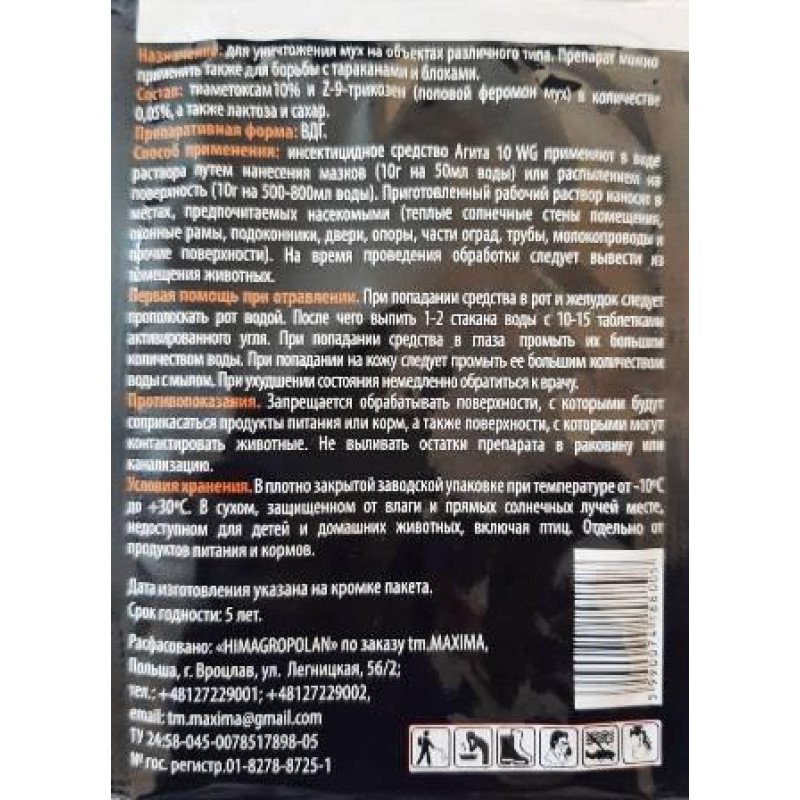 Назначение: для уничтожения мух на объектах различного типа. Препарат можно
применять также для борьбы с тараканами и блохами.
Состав: тиаметоксам10% и Z-9-трикозен (половой феромон мух) в количестве
0,05%, а также лактоза и сахар.
Препаративная форма: ВДГ.
Способ применения: инсектицидное средство Агита 10 WG применяют в виде
раствора путем нанесения мазков (10г на 50мл воды) или распылением на
поверхность (10г на 500-800мл воды). Приготовленный рабочий раствор наносят в
местах, предпочитаемых насекомыми (теплые солнечные стены помещения,
оконные рамы, подоконники, двери, опоры, части оград, трубы, молокопроводы и
прочие поверхности). На время проведения обработки следует вывести из
помещения животных.
Первая помощь при отравлении. При попадании средства в рот и желудок следует
прополоскать рот водой. После чего выпить 1-2 стакана воды с 10-15 таблетками
активированного угля. При попадании средства в глаза промыть их большим
количеством воды. При попадании на кожу следует промыть ее большим количеством
воды с мылом. При ухудшении состояния немедленно обратиться к врачу.
Противопоказания. Запрещается обрабатывать поверхности, с которыми будут
соприкасаться продукты питания или корм, а также поверхности, с которыми могут
контактировать животные. Не выливать остатки препарата в раковину или
канализацию.
Условия хранения. В плотно закрытой заводской упаковке при температуре от -10°C
до +30°C. В сухом, защищенном от влаги и прямых солнечных лучей месте,
недоступном для детей и домашних животных, включая птиц. Отдельно от
продуктов питания и кормов.
Дата изготовления указана на кромке пакета.
Срок годности: 5 лет.
Расфасовано: «HIMAGROPOLAN» по заказу tm.MAXIMA,
Польша, г. Вроцлав, ул. Легницкая, 56/2;
тел.: +48127229001; +48127229002,
email: tm.maxima@gmail.com
ТУ 24:58-045-0078517898-05
№ гос. регистр.01-8278-8725-1